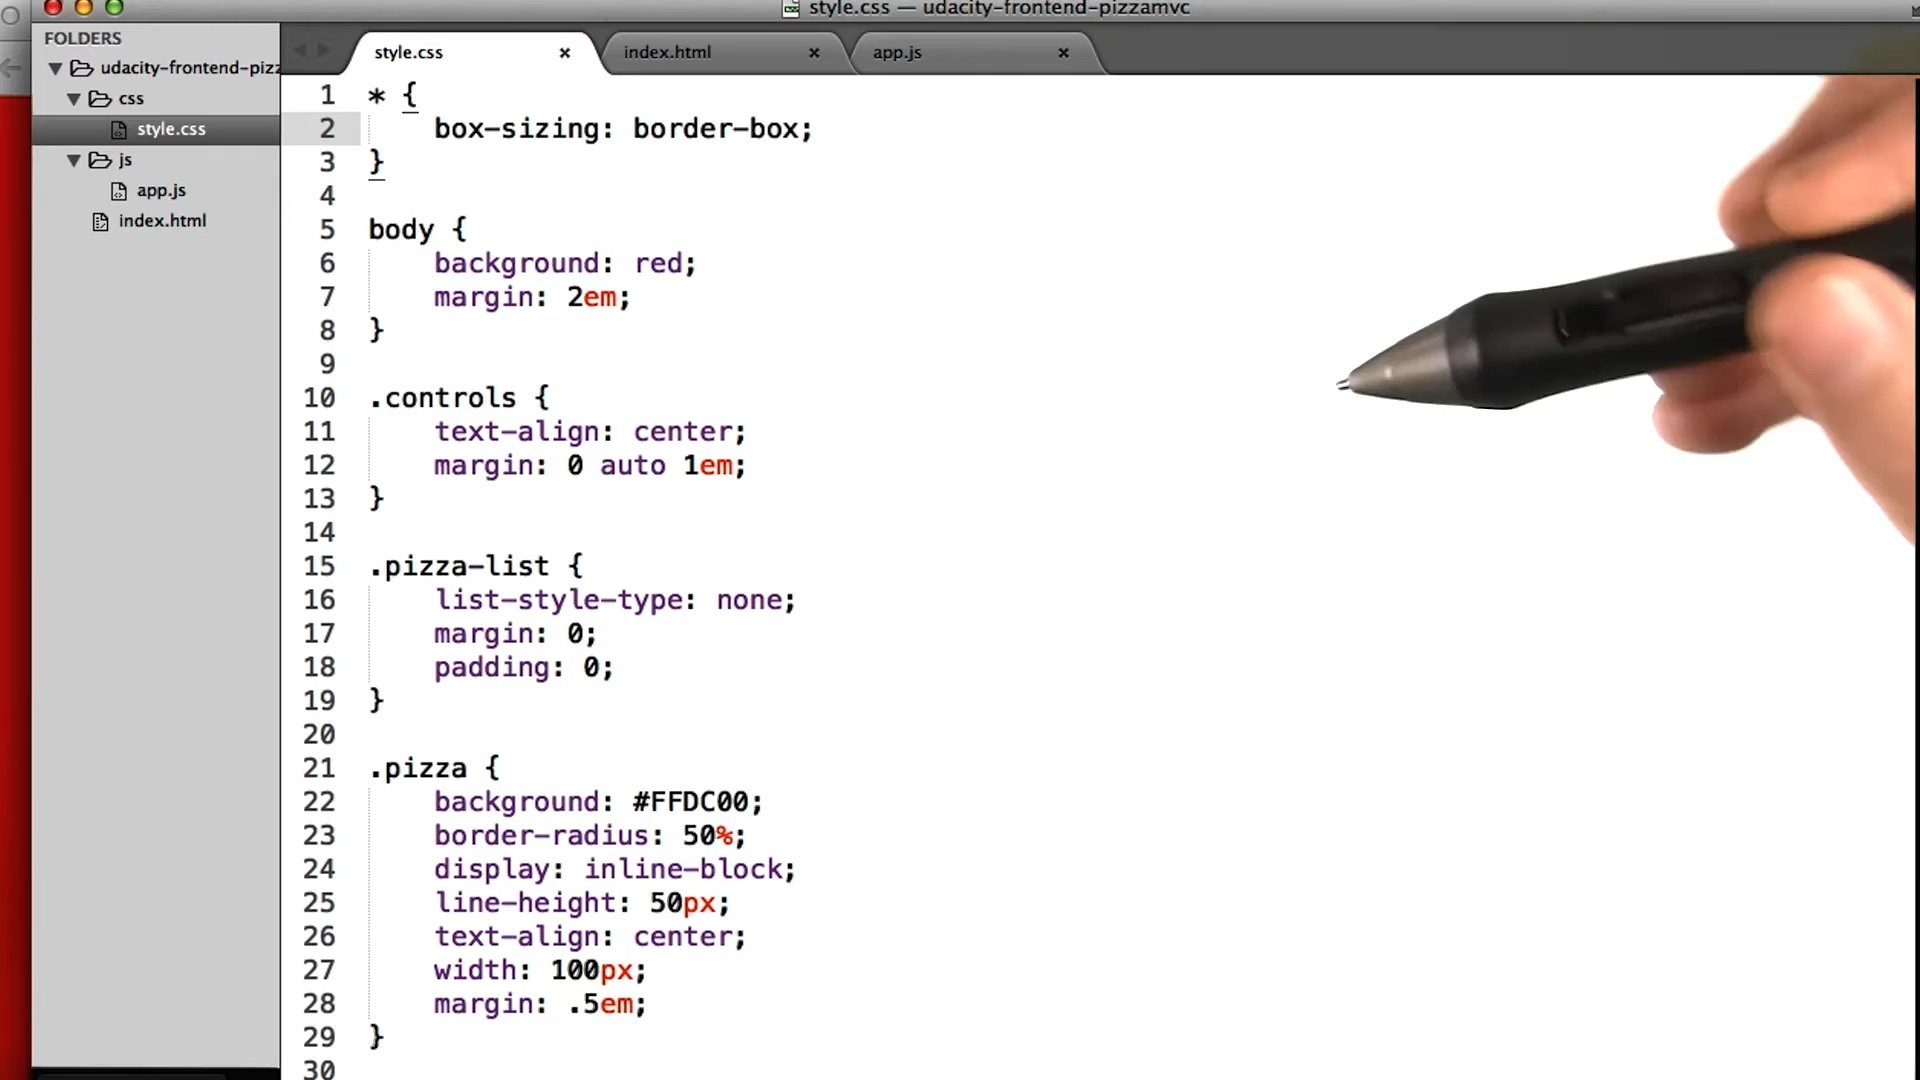 style.css — udacity-frontend-pizzamvc
FOLDERS
udacity-frontend-pizz
css
style.css
js
app.js
index.html
style.css × index.html × app.js ×
1 * {
2 box-sizing: border-box;
3 }
4
5 body {
6 background: red;
7 margin: 2em;
8 }
9
10 .controls {
11 text-align: center;
12 margin: 0 auto 1em;
13 }
14
15 .pizza-list {
16 list-style-type: none;
17 margin: 0;
18 padding: 0;
19 }
20
21 .pizza {
22 background: #FFDC00;
23 border-radius: 50%;
24 display: inline-block;
25 line-height: 50px;
26 text-align: center;
27 width: 100px;
28 margin: .5em;
29 }
30